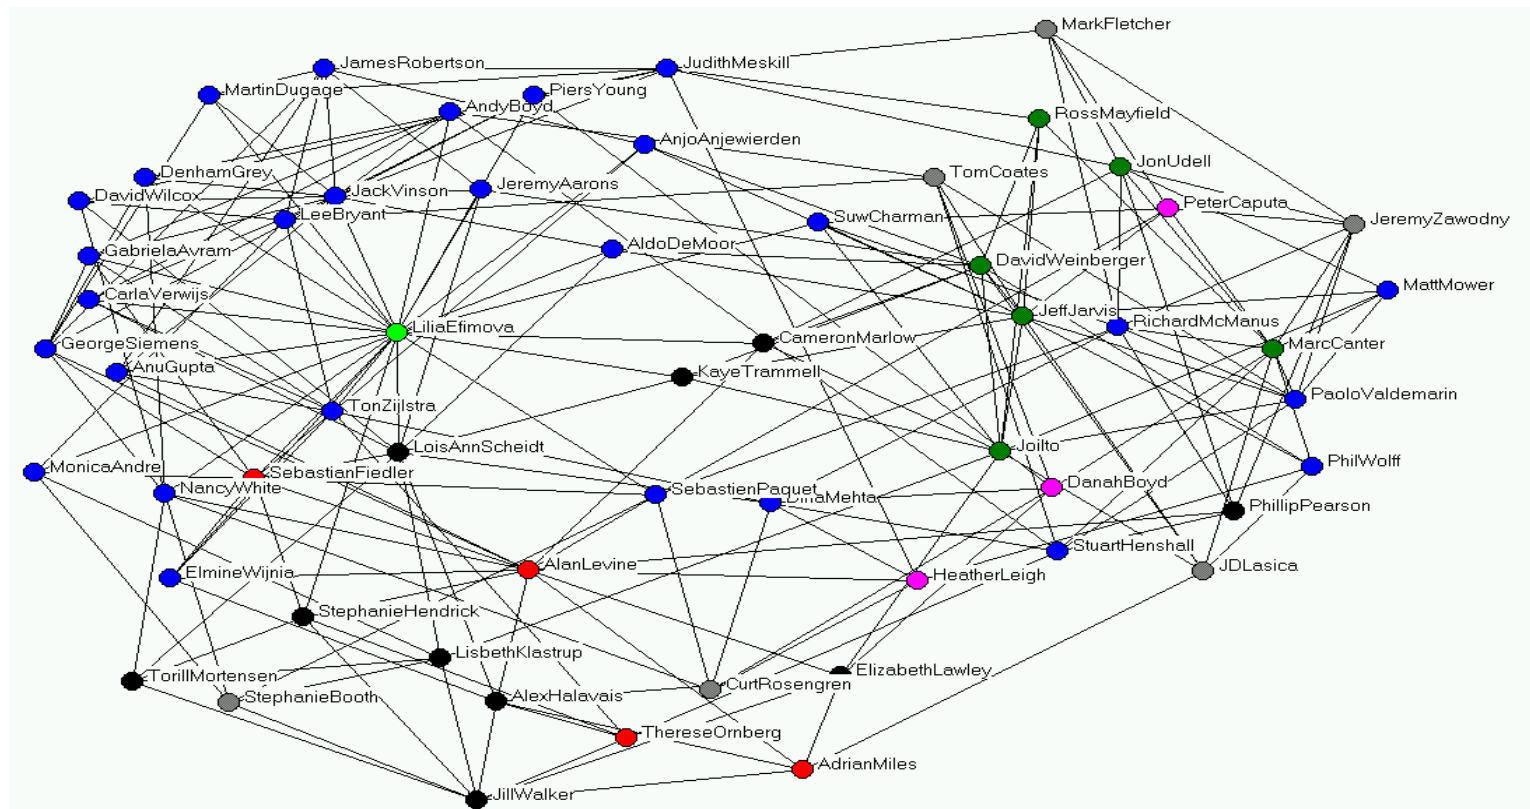 MarkFletcher
JamesRobertson
JudithMeskill
MartinDugage
PiersYoung
AndyBoyd
RossMayfield
AnjoAnjewierden
JonUdell
DenhamGrey
TomCoates
JackVinson
JeremyAarons
DavidWilcox
PeterCaputa
LeeBryant
SuwCharman
JeremyZawodny
GabrielaAvram
AldoDeMoor
DavidWeinberger
MattMower
CarlaVerwijs
JeffJarvis
RichardMcManus
LiliaEfimova
CameronMarlow
GeorgeSiemens
MarcCanter
AnuGupta
KayeTrammell
PaoloValdemarin
TonZijlstra
LoisAnnScheidt
JoiIto
MonicaAndre
SebastianFiedler
PhilWolff
NancyWhite
SebastienPaquet
DinaMehta
DanahBoyd
PhillipPearson
StuartHenshall
ElmineWijnia
AlanLevine
HeatherLeigh
JDLasica
StephanieHendrick
LisbethKlastrup
ElizabethLawley
TorillMortensen
CurtRosengren
StephanieBooth
AlexHalavais
ThereseOrnberg
AdrianMiles
JillWalker